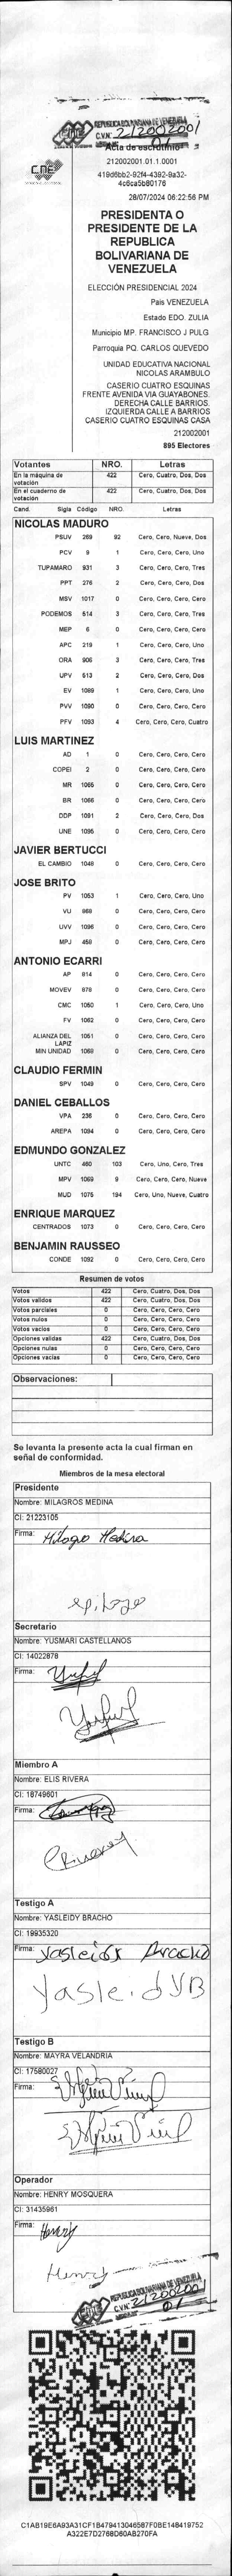 CNE
REPUBLICA BOLIVARIANA DE VENEZUELA
C.V.N° 212002001
01
Acta de escrutinio
212002001.01.1.0001
419d6bb2-92f4-4392-9a32-
4c6ca5b80176
28/07/2024 06:22:56 PM
CNE
PRESIDENTA O
PRESIDENTE DE LA
REPUBLICA
BOLIVARIANA DE
VENEZUELA
ELECCIÓN PRESIDENCIAL 2024
Pais VENEZUELA
Estado EDO. ZULIA
Municipio MP. FRANCISCO J PULG
Parroquia PQ. CARLOS QUEVEDO
UNIDAD EDUCATIVA NACIONAL
NICOLAS ARAMBULO
CASERIO CUATRO ESQUINAS
FRENTE AVENIDA VIA GUAYABONES.
DERECHA CALLE BARRIOS.
IZQUIERDA CALLE A BARRIOS
CASERIO CUATRO ESQUINAS CASA
212002001
895 Electores
Votantes NRO. Letras
En la máquina de votación 422 Cero, Cuatro, Dos, Dos
En el cuaderno de votación 422 Cero, Cuatro, Dos, Dos
Cand. Sigla Código NRO. Letras
NICOLAS MADURO
PSUV 269 92 Cero, Cero, Nueve, Dos
PCV 9 1 Cero, Cero, Cero, Uno
TUPAMARO 931 3 Cero, Cero, Cero, Tres
PPT 276 2 Cero, Cero, Cero, Dos
MSV 1017 0 Cero, Cero, Cero, Cero
PODEMOS 514 3 Cero, Cero, Cero, Tres
MEP 6 0 Cero, Cero, Cero, Cero
APC 219 1 Cero, Cero, Cero, Uno
ORA 906 3 Cero, Cero, Cero, Tres
UPV 513 2 Cero, Cero, Cero, Dos
EV 1089 1 Cero, Cero, Cero, Uno
PVV 1090 0 Cero, Cero, Cero, Cero
PFV 1093 4 Cero, Cero, Cero, Cuatro
LUIS MARTINEZ
AD 1 0 Cero, Cero, Cero, Cero
COPEI 2 0 Cero, Cero, Cero, Cero
MR 1065 0 Cero, Cero, Cero, Cero
BR 1066 0 Cero, Cero, Cero, Cero
DDP 1091 2 Cero, Cero, Cero, Dos
UNE 1095 0 Cero, Cero, Cero, Cero
JAVIER BERTUCCI
EL CAMBIO 1048 0 Cero, Cero, Cero, Cero
JOSE BRITO
PV 1053 1 Cero, Cero, Cero, Uno
VU 868 0 Cero, Cero, Cero, Cero
UVV 1096 0 Cero, Cero, Cero, Cero
MPJ 458 0 Cero, Cero, Cero, Cero
ANTONIO ECARRI
AP 814 0 Cero, Cero, Cero, Cero
MOVEV 878 0 Cero, Cero, Cero, Cero
CMC 1050 1 Cero, Cero, Cero, Uno
FV 1062 0 Cero, Cero, Cero, Cero
ALIANZA DEL LAPIZ 1051 0 Cero, Cero, Cero, Cero
MIN UNIDAD 1068 0 Cero, Cero, Cero, Cero
CLAUDIO FERMIN
SPV 1049 0 Cero, Cero, Cero, Cero
DANIEL CEBALLOS
VPA 236 0 Cero, Cero, Cero, Cero
AREPA 1094 0 Cero, Cero, Cero, Cero
EDMUNDO GONZALEZ
UNTC 460 103 Cero, Uno, Cero, Tres
MPV 1069 9 Cero, Cero, Cero, Nueve
MUD 1075 194 Cero, Uno, Nueve, Cuatro
ENRIQUE MARQUEZ
CENTRADOS 1073 0 Cero, Cero, Cero, Cero
BENJAMIN RAUSSEO
CONDE 1092 0 Cero, Cero, Cero, Cero
Resumen de votos
Votos 422 Cero, Cuatro, Dos, Dos
Votos validos 422 Cero, Cuatro, Dos, Dos
Votos parciales 0 Cero, Cero, Cero, Cero
Votos nulos 0 Cero, Cero, Cero, Cero
Votos vacios 0 Cero, Cero, Cero, Cero
Opciones validas 422 Cero, Cuatro, Dos, Dos
Opciones nulas 0 Cero, Cero, Cero, Cero
Opciones vacias 0 Cero, Cero, Cero, Cero
Observaciones:
Se levanta la presente acta la cual firman en
señal de conformidad.
Miembros de la mesa electoral
Presidente
Nombre: MILAGROS MEDINA
CI: 21223105
Firma: Milagro Medina
Secretario
Nombre: YUSMARI CASTELLANOS
CI: 14022878
Firma:
Miembro A
Nombre: ELIS RIVERA
CI: 18749601
Firma:
Testigo A
Nombre: YASLEIDY BRACHO
CI: 19935320
Firma: Yasleidy Bracho
Yasleidy B
Testigo B
Nombre: MAYRA VELANDRIA
CI: 17580027
Firma:
Operador
Nombre: HENRY MOSQUERA
CI: 31435961
Firma: Henry
Henry
CNE
REPUBLICA BOLIVARIANA DE VENEZUELA
C.V.N° 212002001
01
C1AB19E6A93A31CF1B479413046587F0BE148419752
A322E7D2768D60AB270FA